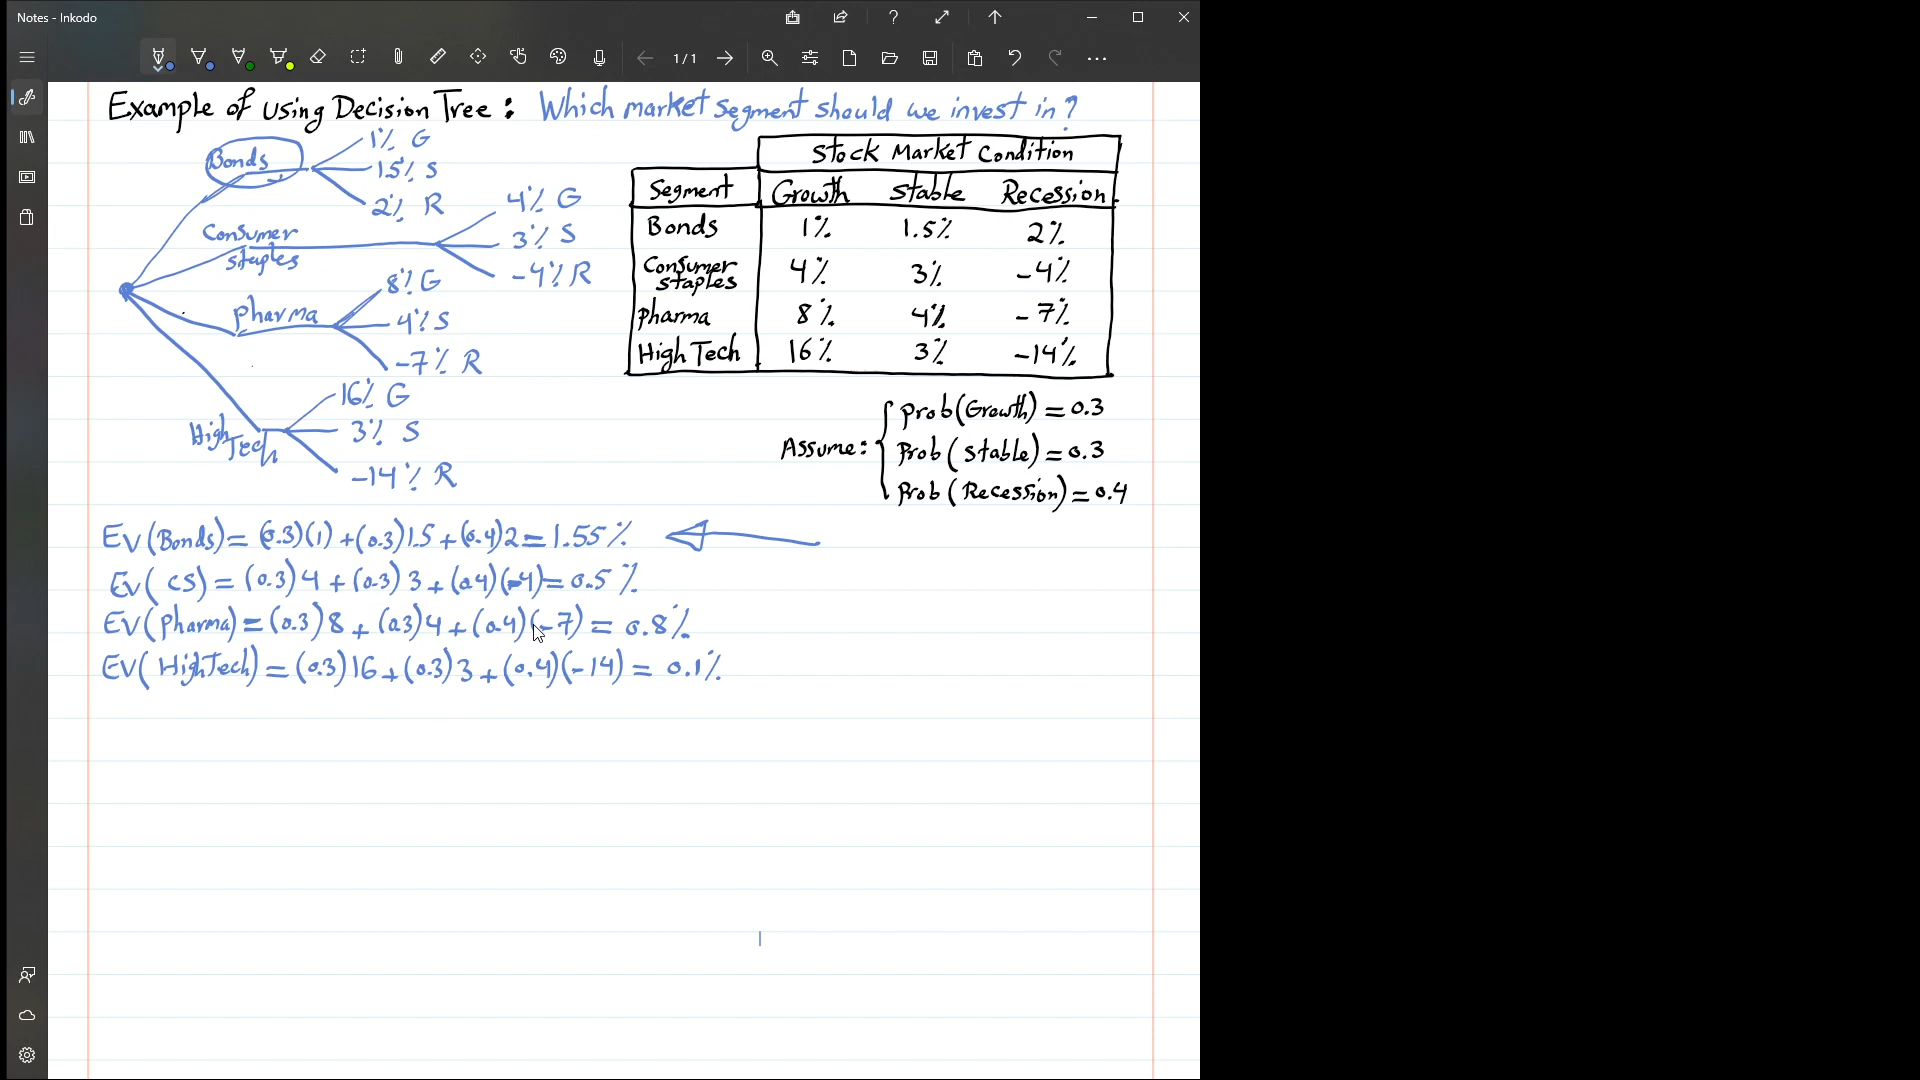 Notes - Inkodo
1 / 1
Example of using Decision Tree : Which market segment should we invest in?
Bonds
1% G
1.5% S
2% R
Consumer
staples
4% G
3% S
-4% R
Pharma
8% G
4% S
-7% R
High
Tech
16% G
3% S
-14% R
Stock Market Condition
Segment Growth Stable Recession
Bonds 1% 1.5% 2%
Consumer staples 4% 3% -4%
Pharma 8% 4% -7%
High Tech 16% 3% -14%
Assume: { Prob(Growth) = 0.3
Prob(Stable) = 0.3
Prob(Recession) = 0.4
EV(Bonds) = (0.3)(1) + (0.3)1.5 + (0.4)2 = 1.55%
EV(CS) = (0.3)4 + (0.3)3 + (0.4)(-4) = 0.5%
EV(Pharma) = (0.3)8 + (0.3)4 + (0.4)(-7) = 0.8%
EV(HighTech) = (0.3)16 + (0.3)3 + (0.4)(-14) = 0.1%